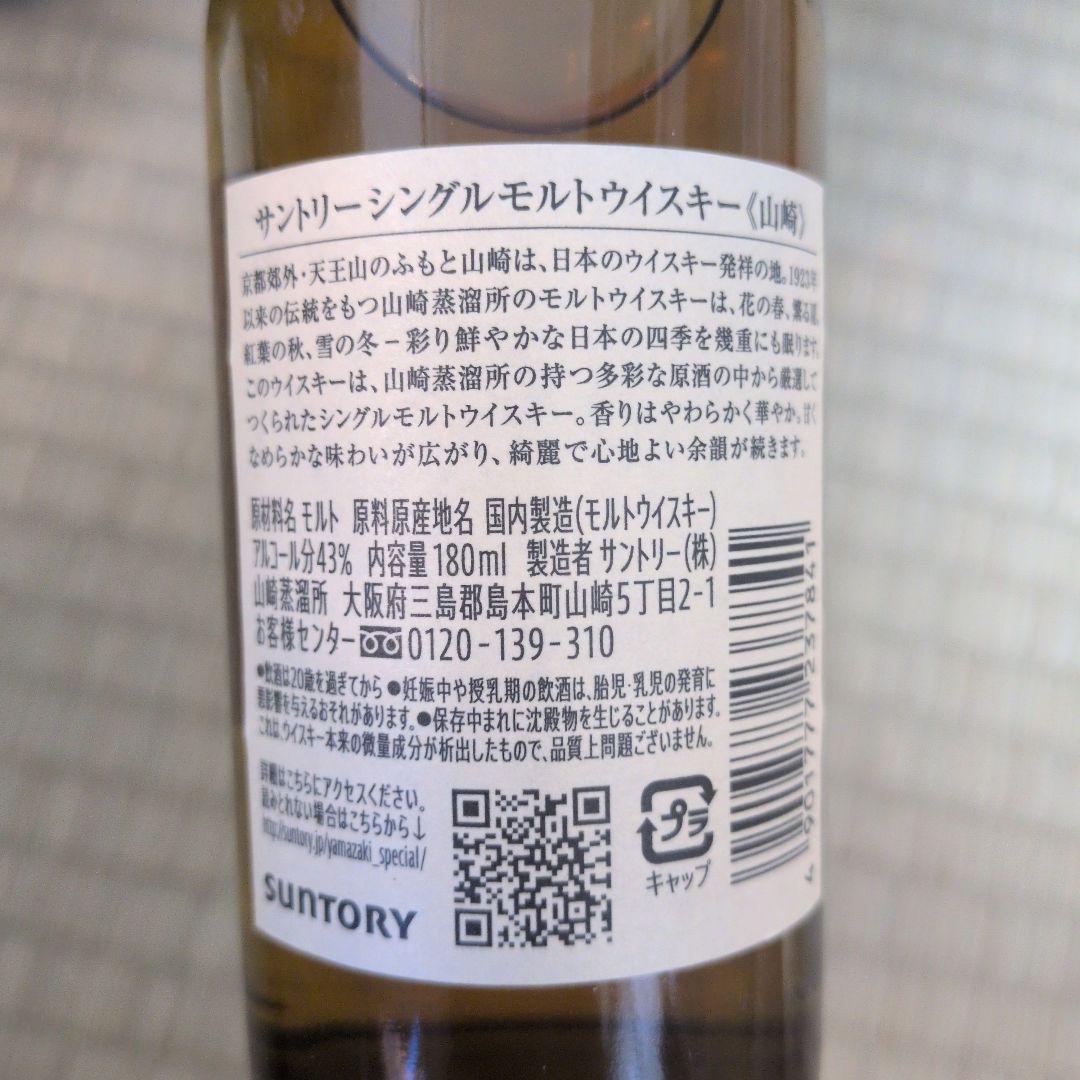 サントリーシングルモルトウイスキー《山崎》
京都郊外・天王山のふもと山崎は、日本のウイスキー発祥の地。1923年
以来の伝統をもつ山崎蒸溜所のモルトウイスキーは、花の春、繁る夏、
紅葉の秋、雪の冬−彩り鮮やかな日本の四季を幾重にも眠ります。
このウイスキーは、山崎蒸溜所の持つ多彩な原酒の中から厳選して
つくられたシングルモルトウイスキー。香りはやわらかく華やか。甘く
なめらかな味わいが広がり、綺麗で心地よい余韻が続きます。
原材料名 モルト 原料原産地名 国内製造(モルトウイスキー)
アルコール分43% 内容量180ml 製造者 サントリー(株)
山崎蒸溜所 大阪府三島郡島本町山崎5丁目2-1
お客様センター 0120-139-310
●飲酒は20歳を過ぎてから ●妊娠中や授乳期の飲酒は、胎児・乳児の発育に
悪影響を与えるおそれがあります。●保存中まれに沈殿物を生じることがあります。
これは、ウイスキー本来の微量成分が析出したもので、品質上問題ございません。
詳細はこちらにアクセスください。
読みとれない場合はこちらから↓
http://suntory.jp/yamazaki_special/
SUNTORY
プラ
キャップ
4 901777 237841